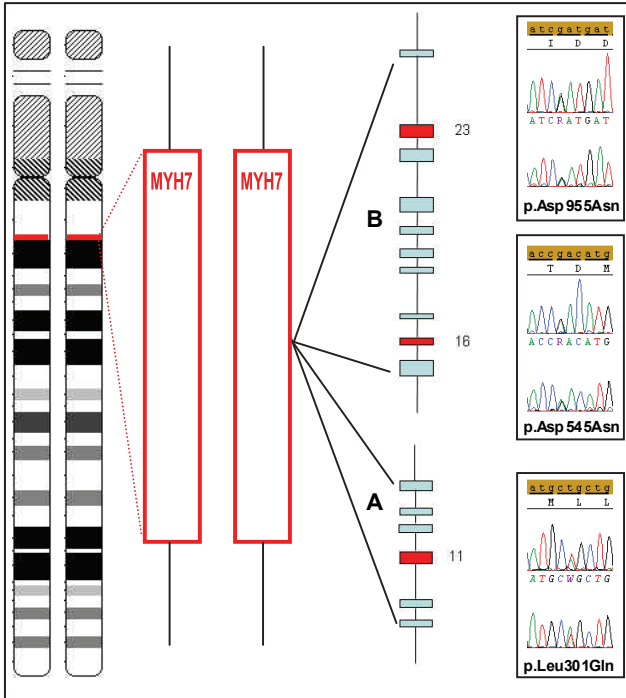 MYH7
MYH7
B
23
16
A
11
atcgatgat
I D D
ATCRATGAT
p.Asp955Asn
accgacatg
T D M
ACCRACATG
p.Asp545Asn
atgctgctg
M L L
ATGCWGCTG
p.Leu301Gln